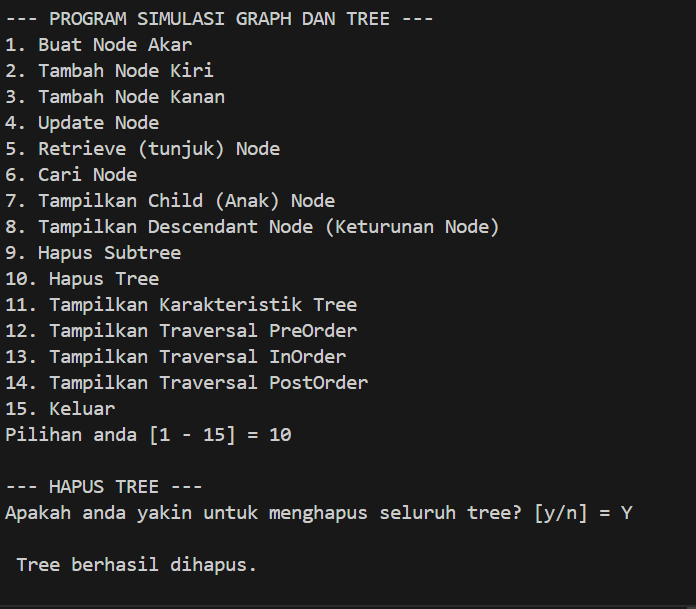 --- PROGRAM SIMULASI GRAPH DAN TREE ---
1. Buat Node Akar
2. Tambah Node Kiri
3. Tambah Node Kanan
4. Update Node
5. Retrieve (tunjuk) Node
6. Cari Node
7. Tampilkan Child (Anak) Node
8. Tampilkan Descendant Node (Keturunan Node)
9. Hapus Subtree
10. Hapus Tree
11. Tampilkan Karakteristik Tree
12. Tampilkan Traversal PreOrder
13. Tampilkan Traversal InOrder
14. Tampilkan Traversal PostOrder
15. Keluar
Pilihan anda [1 - 15] = 10
--- HAPUS TREE ---
Apakah anda yakin untuk menghapus seluruh tree? [y/n] = Y
Tree berhasil dihapus.